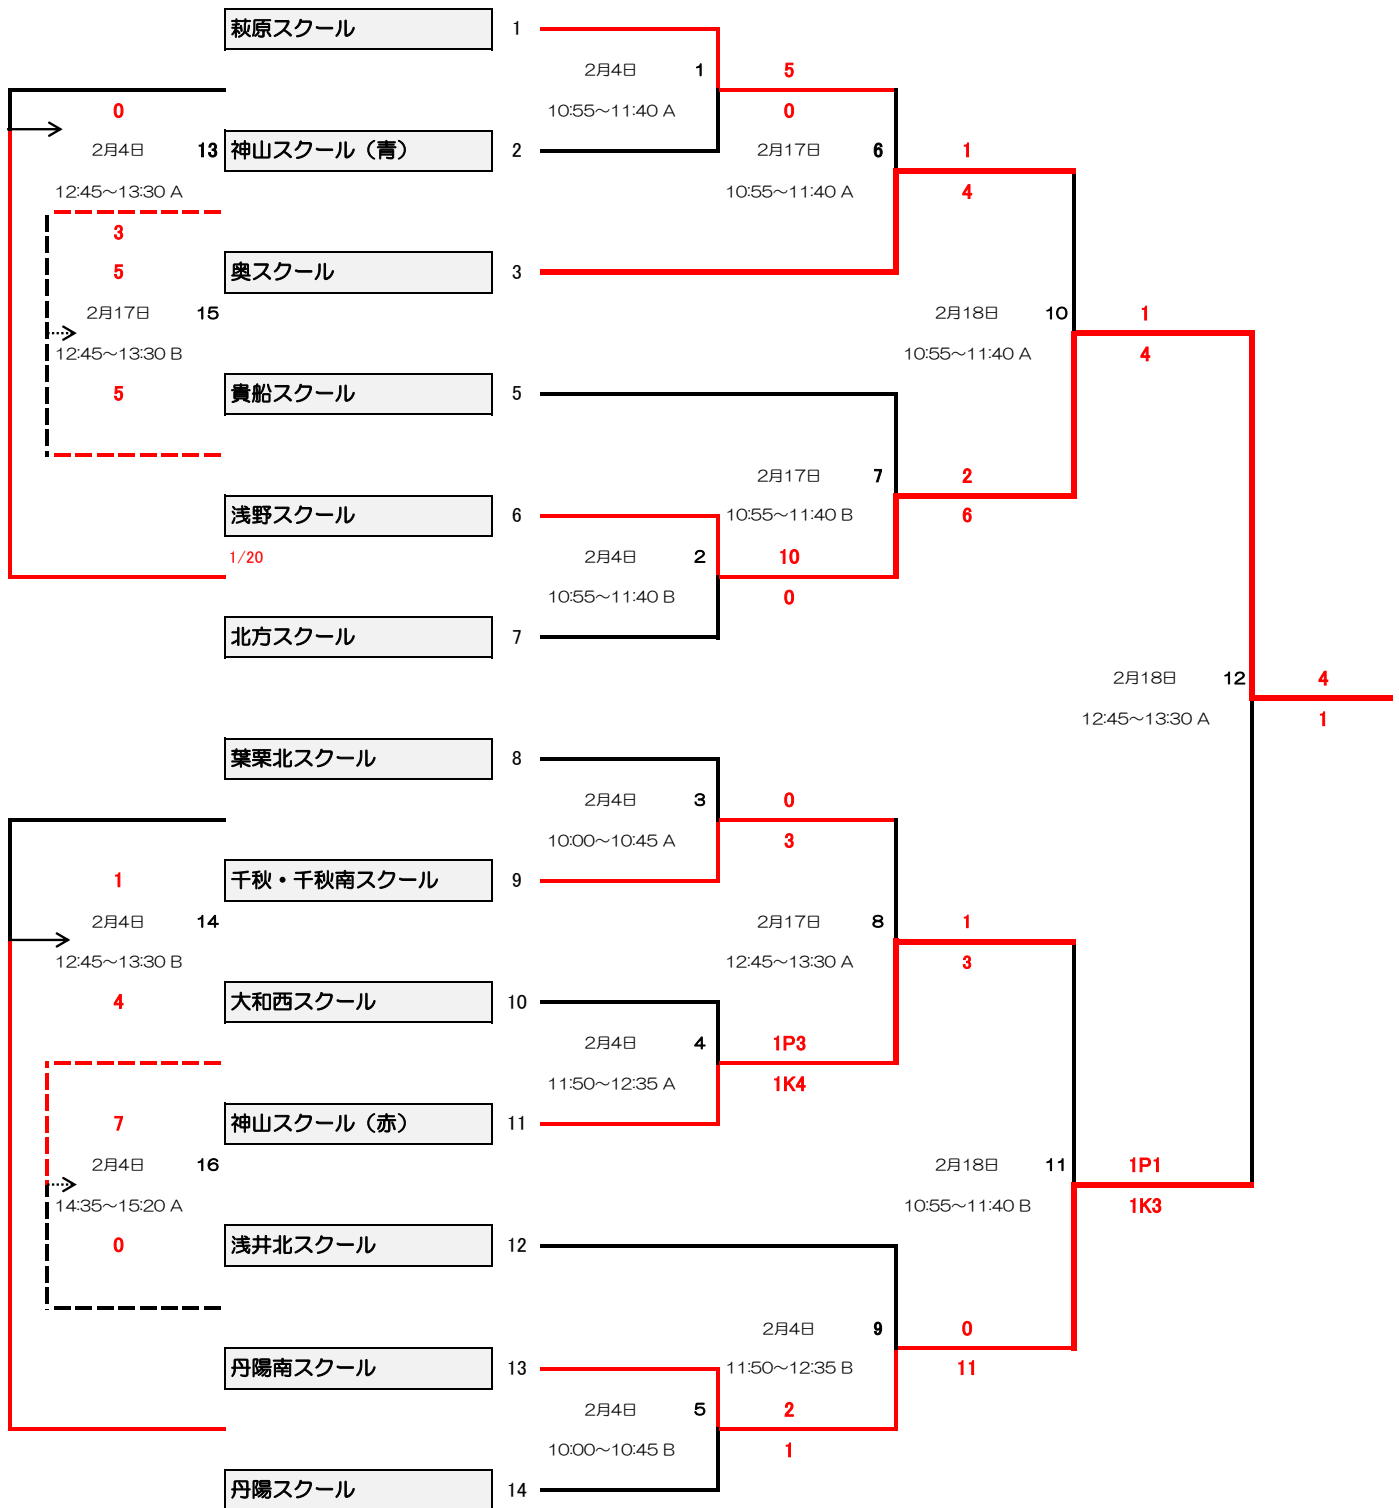 萩原スクール 1
2月4日 1 5
0 10:55～11:40 A 0
2月4日 13 神山スクール（青） 2 2月17日 6 1
12:45～13:30 A 10:55～11:40 A 4
3
5 奥スクール 3
2月17日 15 2月18日 10 1
12:45～13:30 B 10:55～11:40 A 4
5 貴船スクール 5
2月17日 7 2
浅野スクール 6 10:55～11:40 B 6
1/20 2月4日 2 10
10:55～11:40 B 0
北方スクール 7
2月18日 12 4
12:45～13:30 A 1
葉栗北スクール 8
2月4日 3 0
10:00～10:45 A 3
1 千秋・千秋南スクール 9
2月4日 14 2月17日 8 1
12:45～13:30 B 12:45～13:30 A 3
4 大和西スクール 10
2月4日 4 1P3
11:50～12:35 A 1K4
7 神山スクール（赤） 11
2月4日 16 2月18日 11 1P1
14:35～15:20 A 10:55～11:40 B 1K3
0 浅井北スクール 12
2月4日 9 0
丹陽南スクール 13 11:50～12:35 B 11
2月4日 5 2
10:00～10:45 B 1
丹陽スクール 14